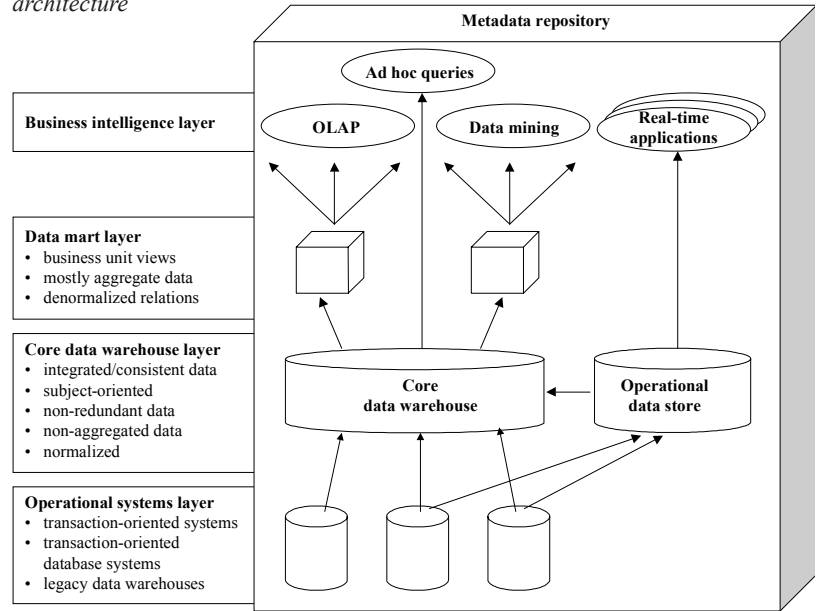 architecture
Metadata repository
Ad hoc queries
Business intelligence layer
OLAP
Data mining
Real-time
applications
Data mart layer
• business unit views
• mostly aggregate data
• denormalized relations
Core data warehouse layer
• integrated/consistent data
• subject-oriented
• non-redundant data
• non-aggregated data
• normalized
Core
data warehouse
Operational
data store
Operational systems layer
• transaction-oriented systems
• transaction-oriented
database systems
• legacy data warehouses